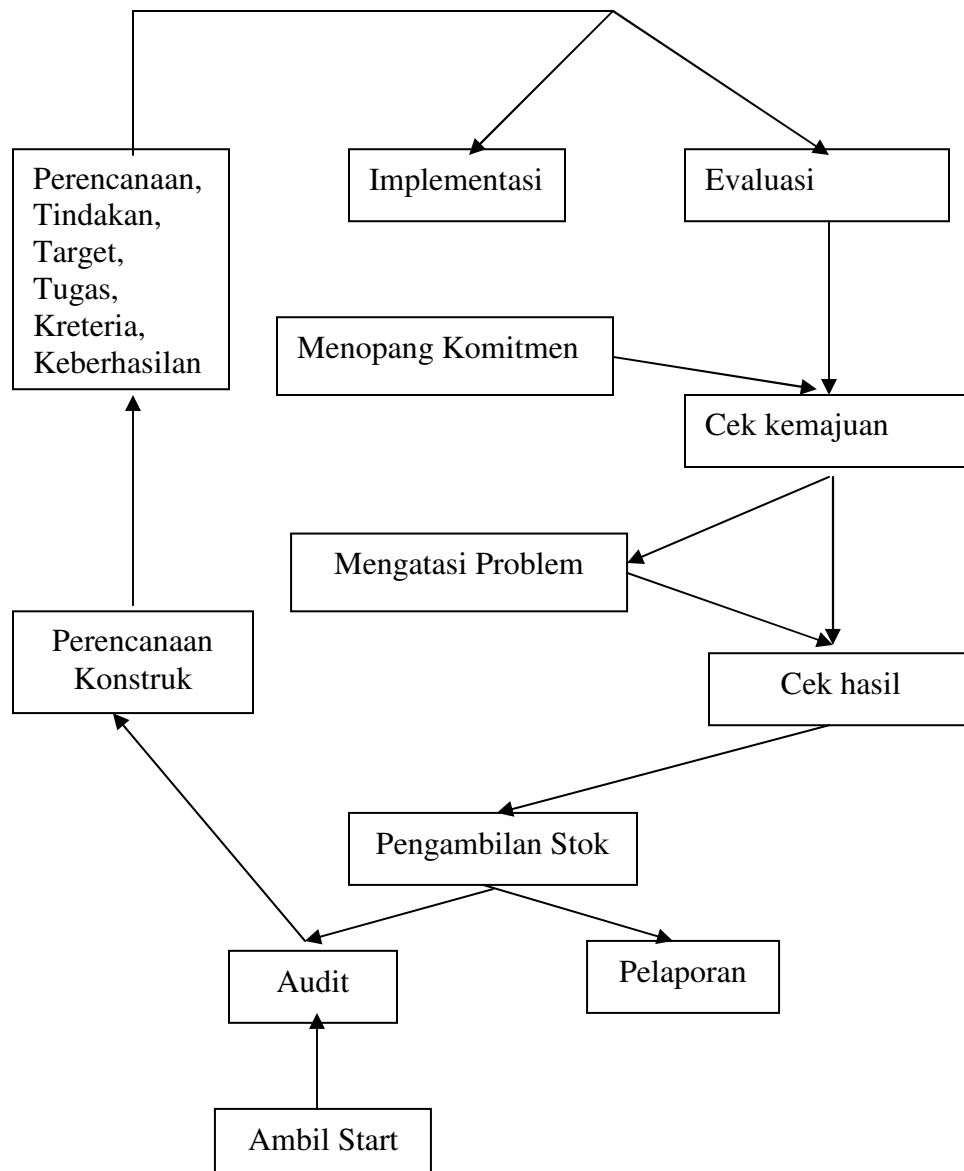 Perencanaan,
Tindakan,
Target,
Tugas,
Kreteria,
Keberhasilan
Implementasi
Evaluasi
Menopang Komitmen
Cek kemajuan
Mengatasi Problem
Perencanaan
Konstruk
Cek hasil
Pengambilan Stok
Audit
Pelaporan
Ambil Start